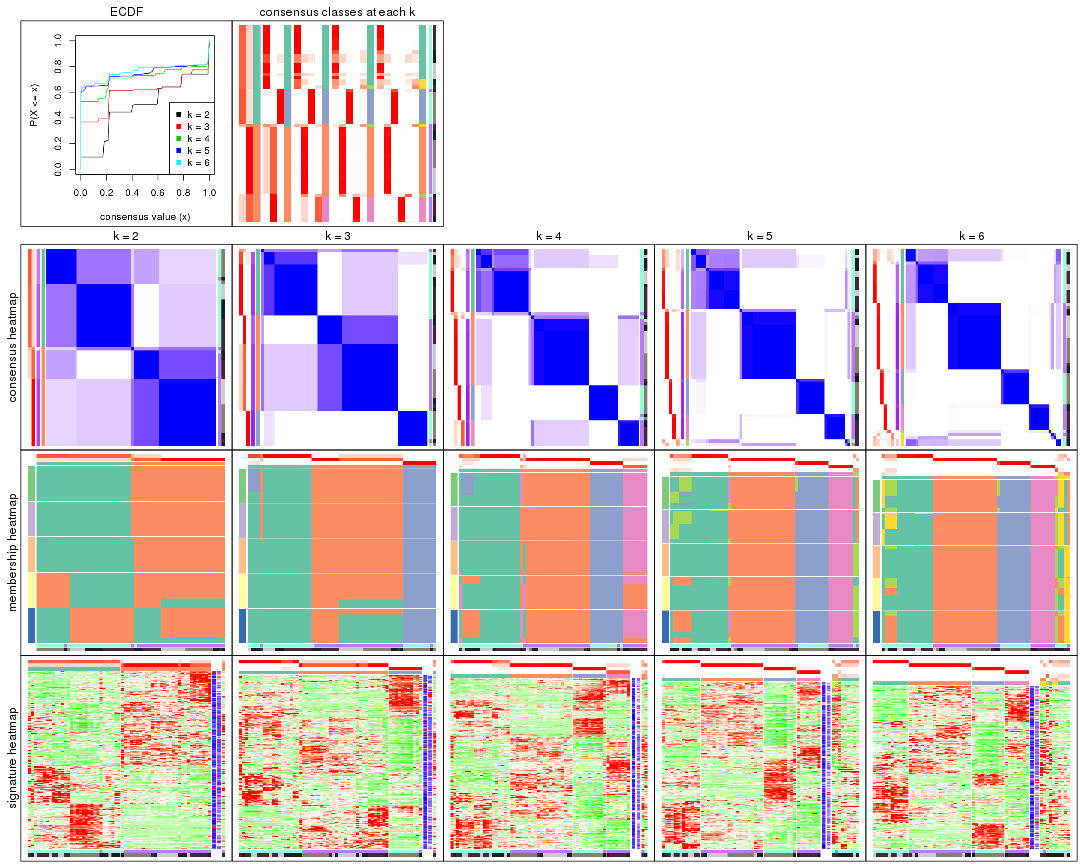 ECDF
consensus classes at each k
P(X <= x)
0.0 0.2 0.4 0.6 0.8 1.0
k = 2
k = 3
k = 4
k = 5
k = 6
0.0 0.2 0.4 0.6 0.8 1.0
consensus value (x)
k = 2
k = 3
k = 4
k = 5
k = 6
consensus heatmap
membership heatmap
signature heatmap